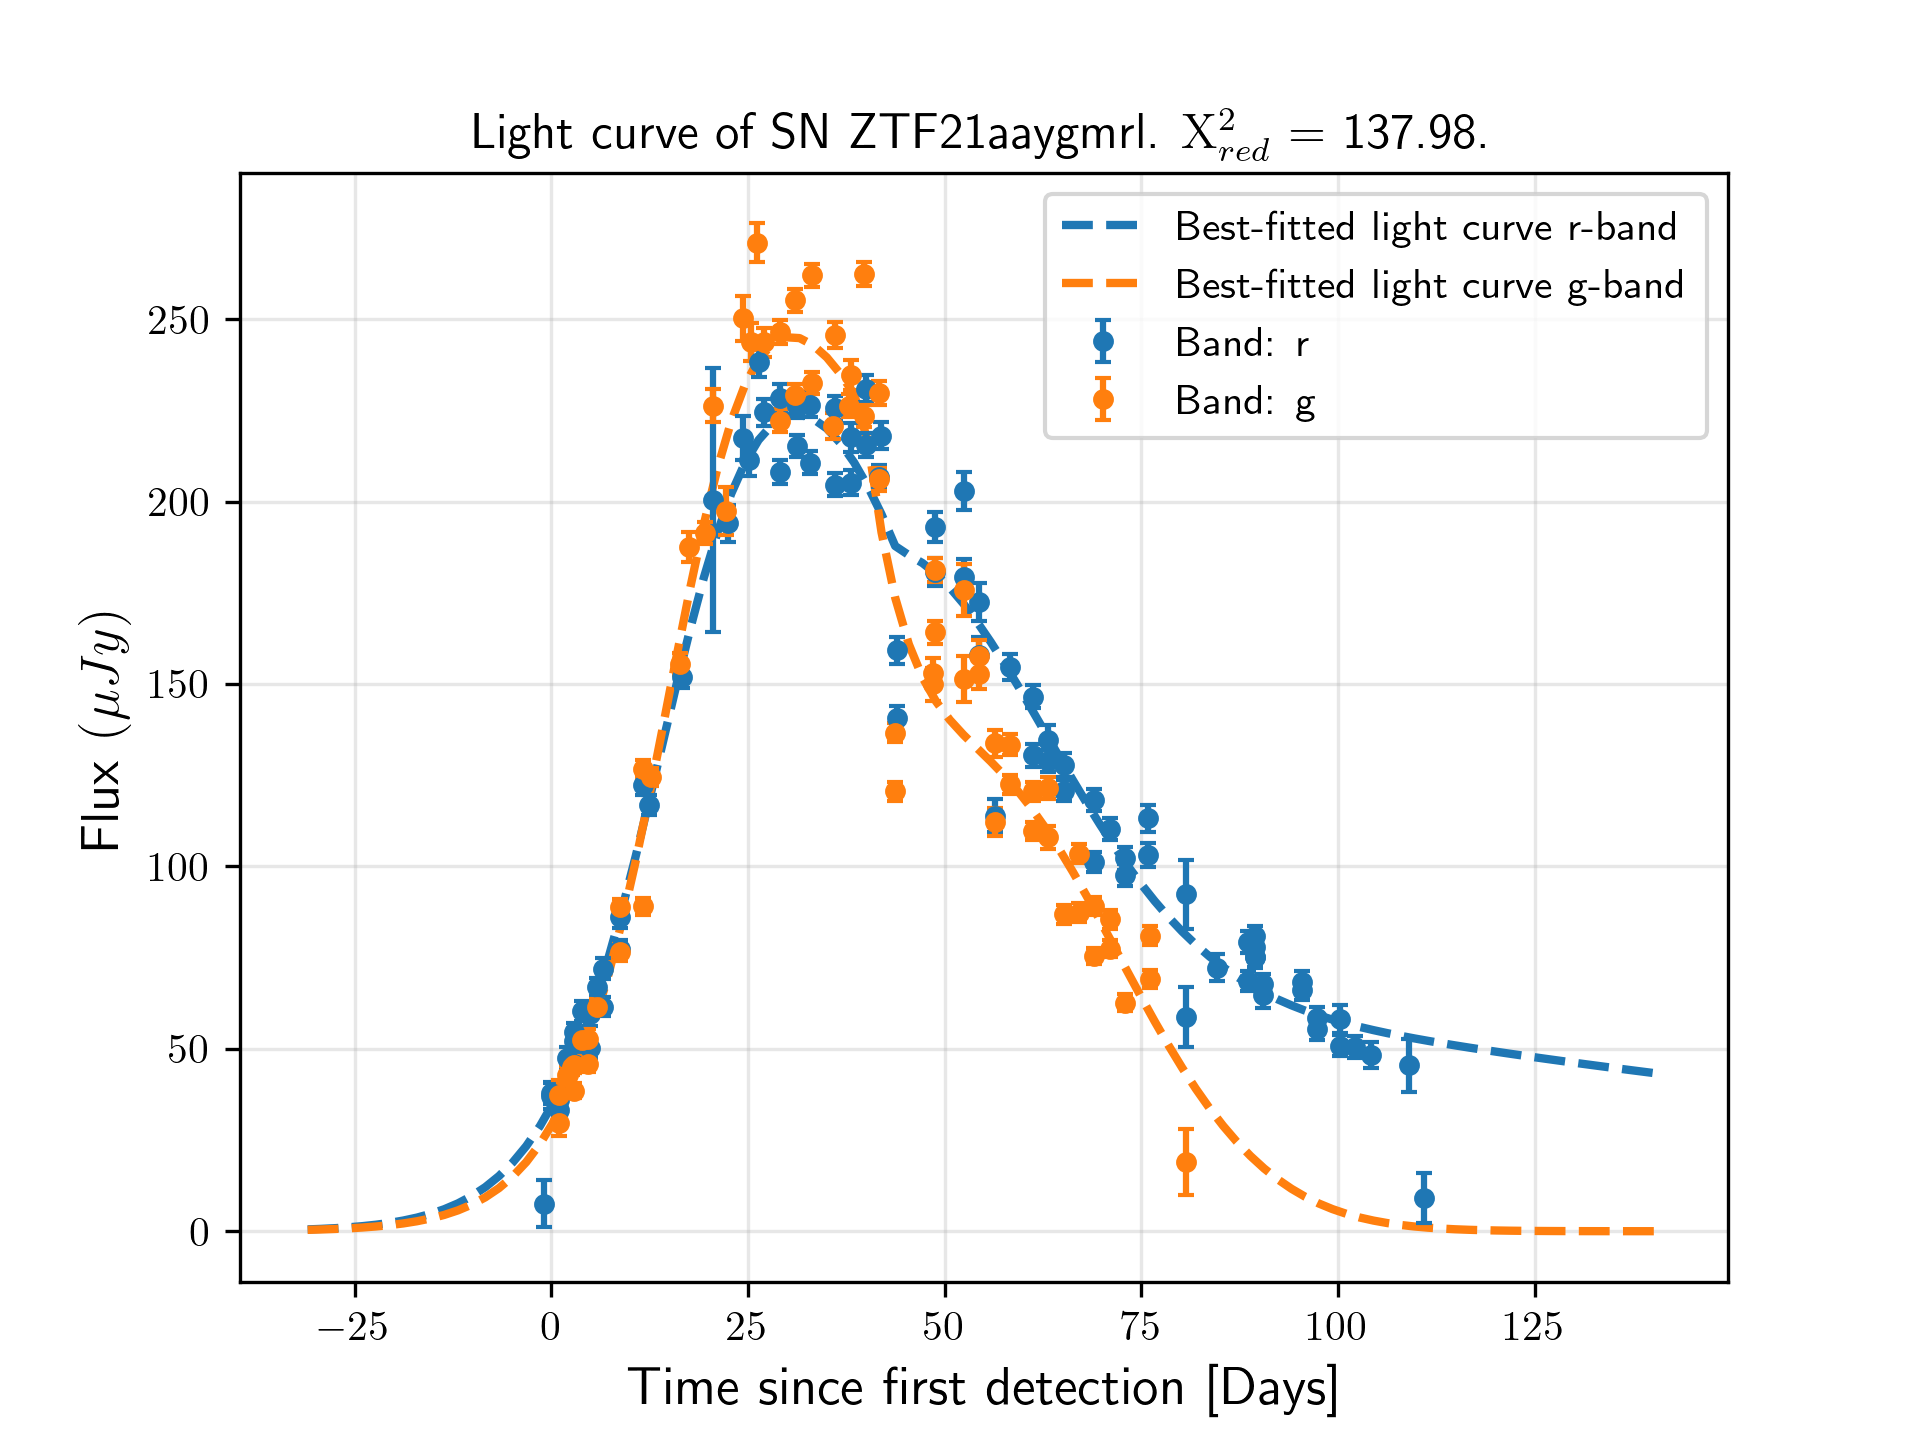 Light curve of SN ZTF21aaygmrl. X²red = 137.98.
Best-fitted light curve r-band
Best-fitted light curve g-band
Band: r
Band: g
Flux (μJy)
250
200
150
100
50
0
−25 0 25 50 75 100 125
Time since first detection [Days]